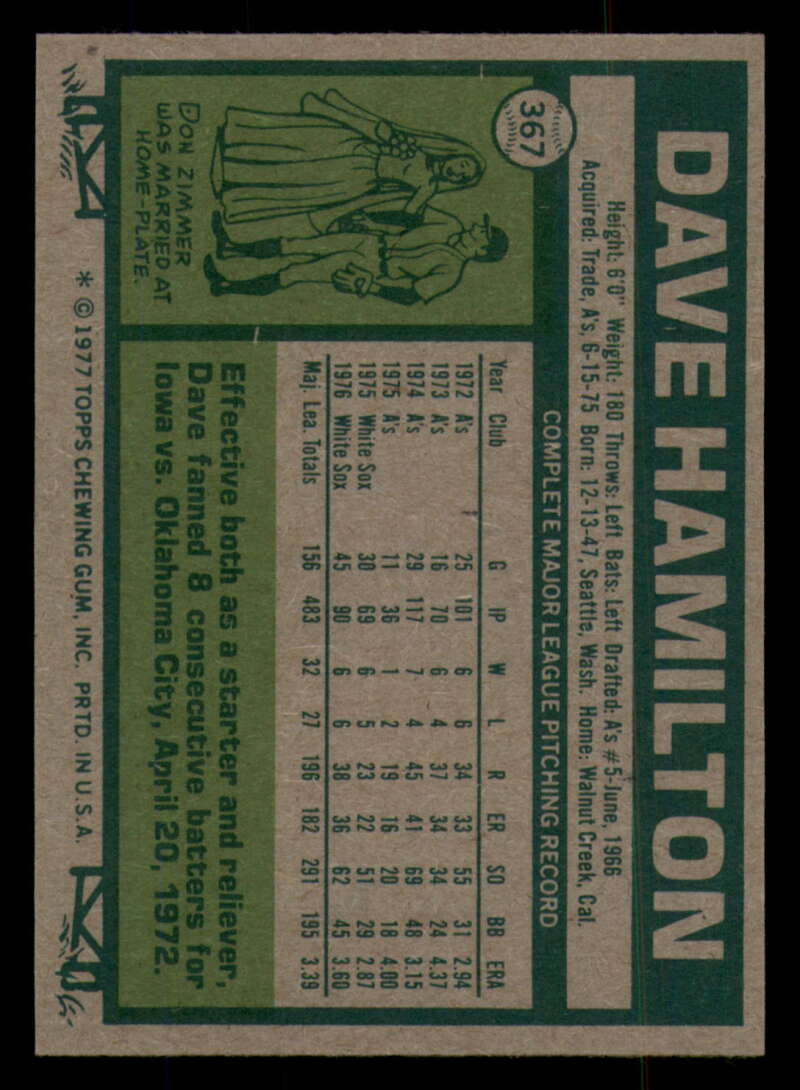 DAVE HAMILTON
367
Height: 6'0" Weight: 180 Throws: Left Bats: Left Drafted: A's #5-June, 1966
Acquired: Trade, A's, 6-15-75 Born: 12-13-47, Seattle, Wash. Home: Walnut Creek, Cal.
COMPLETE MAJOR LEAGUE PITCHING RECORD
Year Club G IP W L R ER SO BB ERA
1972 A's 25 101 6 6 34 33 55 31 2.94
1973 A's 16 70 6 4 37 34 34 24 4.37
1974 A's 29 117 7 4 45 41 69 48 3.15
1975 A's 11 36 1 2 19 16 20 18 4.00
1975 White Sox 30 69 6 5 23 22 51 29 2.87
1976 White Sox 45 90 6 6 38 36 62 45 3.60
Maj. Lea. Totals 156 483 32 27 196 182 291 195 3.39
DON ZIMMER
WAS MARRIED AT
HOME-PLATE.
Effective both as a starter and reliever,
Dave fanned 8 consecutive batters for
Iowa vs. Oklahoma City, April 20, 1972.
* © 1977 TOPPS CHEWING GUM, INC. PRTD. IN U.S.A.